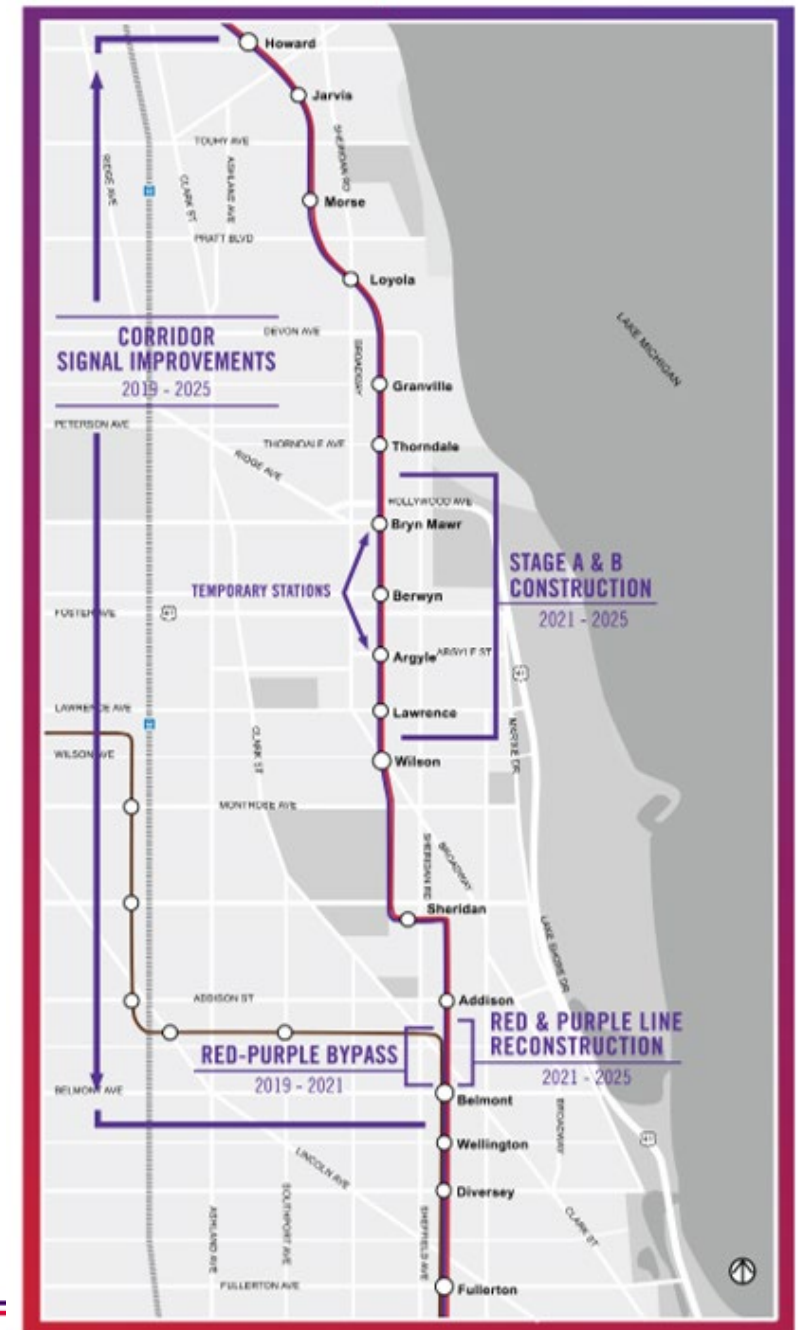 Howard
Jarvis
TOUHY AVE
SHERIDAN RD
RIDGE AVE
CLARK ST
ASHLAND AVE
Morse
PRATT BLVD
Loyola
CORRIDOR
SIGNAL IMPROVEMENTS
2019 - 2025
DEVON AVE
BROADWAY
LAKE MICHIGAN
Granville
PETERSON AVE
THORNDALE AVE
Thorndale
RIDGE AVE
HOLLYWOOD AVE
Bryn Mawr
TEMPORARY STATIONS
STAGE A & B
CONSTRUCTION
2021 - 2025
Berwyn
FOSTER AVE
41
Argyle
ARGYLE ST
41
LAWRENCE AVE
Lawrence
CLARK ST
MARINE DR
WILSON AVE
Wilson
MONTROSE AVE
SHERIDAN RD
BROADWAY
Sheridan
LAKE SHORE DR
ADDISON ST
Addison
RED-PURPLE BYPASS
2019 - 2021
RED & PURPLE LINE
RECONSTRUCTION
2021 - 2025
BELMONT AVE
Belmont
BROADWAY
41
Wellington
LINCOLN AVE
Diversey
ASHLAND AVE
SOUTHPORT AVE
SHEFFIELD AVE
CLARK ST
FULLERTON AVE
Fullerton